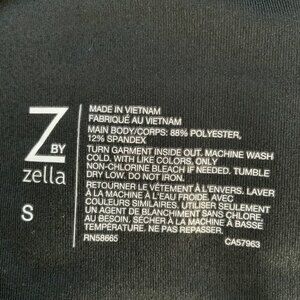 Z
BY
zella
S
MADE IN VIETNAM
FABRIQUÉ AU VIETNAM
MAIN BODY/CORPS: 88% POLYESTER,
12% SPANDEX
TURN GARMENT INSIDE OUT. MACHINE WASH
COLD, WITH LIKE COLORS, ONLY
NON-CHLORINE BLEACH IF NEEDED. TUMBLE
DRY LOW. DO NOT IRON.
RETOURNER LE VÊTEMENT À L'ENVERS. LAVER
À LA MACHINE À L'EAU FROIDE, AVEC
COULEURS SIMILAIRES. UTILISER SEULEMENT
UN AGENT DE BLANCHIMENT SANS CHLORE,
AU BESOIN. SÉCHER À LA MACHINE À BASSE
TEMPÉRATURE. NE PAS REPASSER.
RN58665 CA57963